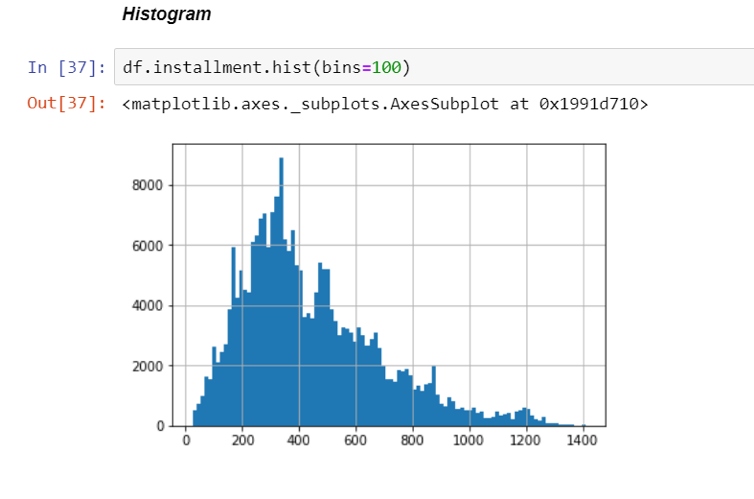 Histogram
In [37]: df.installment.hist(bins=100)
Out[37]: <matplotlib.axes._subplots.AxesSubplot at 0x1991d710>
8000
6000
4000
2000
0
0 200 400 600 800 1000 1200 1400